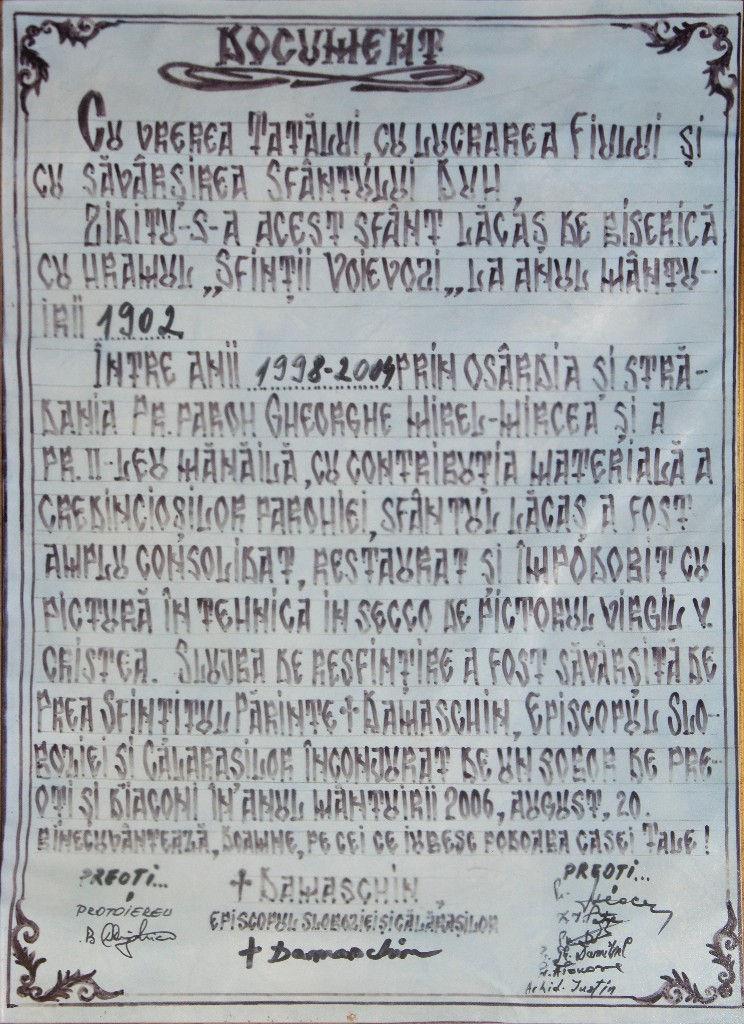 DOCUMENT
CU VREREA TATĂLUI, CU LUCRAREA FIULUI ȘI
CU SĂVÂRȘIREA SFÂNTULUI DUH,
ZIDITU-S-A ACEST SFÂNT LĂCAȘ DE BISERICĂ
CU HRAMUL „SFINȚII VOIEVOZI„ LA ANUL MÂNTU-
IRII 1902
ÎNTRE ANII 1998-2004 PRIN OSÂRDIA ȘI STRĂ-
DANIA PR. PAROH GHEORGHE MIREL-MIRCEA ȘI A
PR. II-LEU MĂNĂILĂ, CU CONTRIBUȚIA MATERIALĂ A
CREDINCIOȘILOR PAROHIEI, SFÂNTUL LĂCAȘ A FOST
AMPLU CONSOLIDAT, RESTAURAT ȘI ÎMPODOBIT CU
PICTURĂ ÎN TEHNICA IN SECCO DE PICTORUL VIRGIL V.
CRISTEA. SLUJBA DE RESFINȚIRE A FOST SĂVÂRȘITĂ DE
PREA SFINȚITUL PĂRINTE + DAMASCHIN, EPISCOPUL SLO-
BOZIEI ȘI CĂLĂRAȘILOR ÎNCONJURAT DE UN SOBOR DE PRE-
OȚI ȘI DIACONI ÎN ANUL MÂNTUIRII 2006, AUGUST, 20.
BINECUVÂNTEAZĂ, DOAMNE, PE CEI CE IUBESC PODOABA CASEI TALE!
PREOȚI...
PROTOIEREU
+ DAMASCHIN
EPISCOPUL SLOBOZIEI ȘI CĂLĂRAȘILOR
+ Damaschin
PREOȚI...
Arhid. Justin